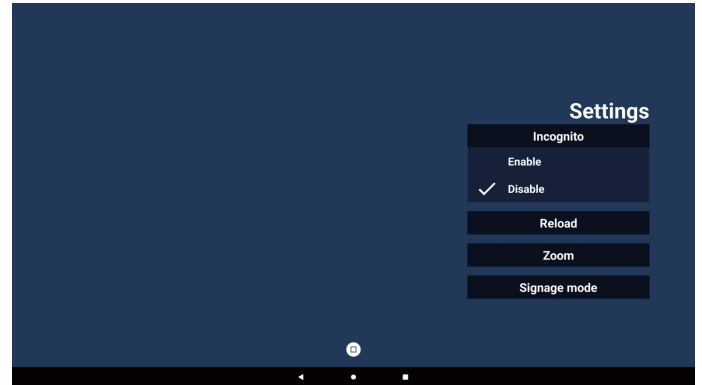 Settings
Incognito
Enable
Disable
Reload
Zoom
Signage mode